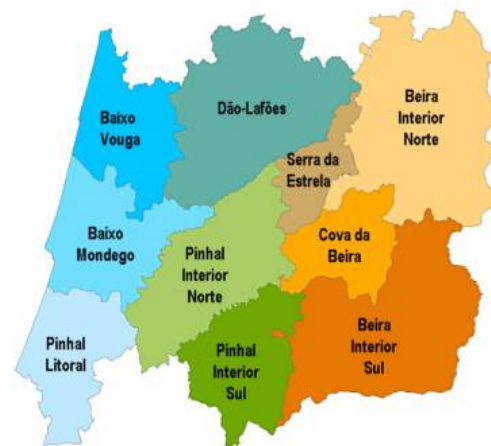 Baixo
Vouga
Dão-Lafões
Beira
Interior
Norte
Serra da
Estrela
Baixo
Mondego
Pinhal
Interior
Norte
Cova da
Beira
Pinhal
Litoral
Pinhal
Interior
Sul
Beira
Interior
Sul